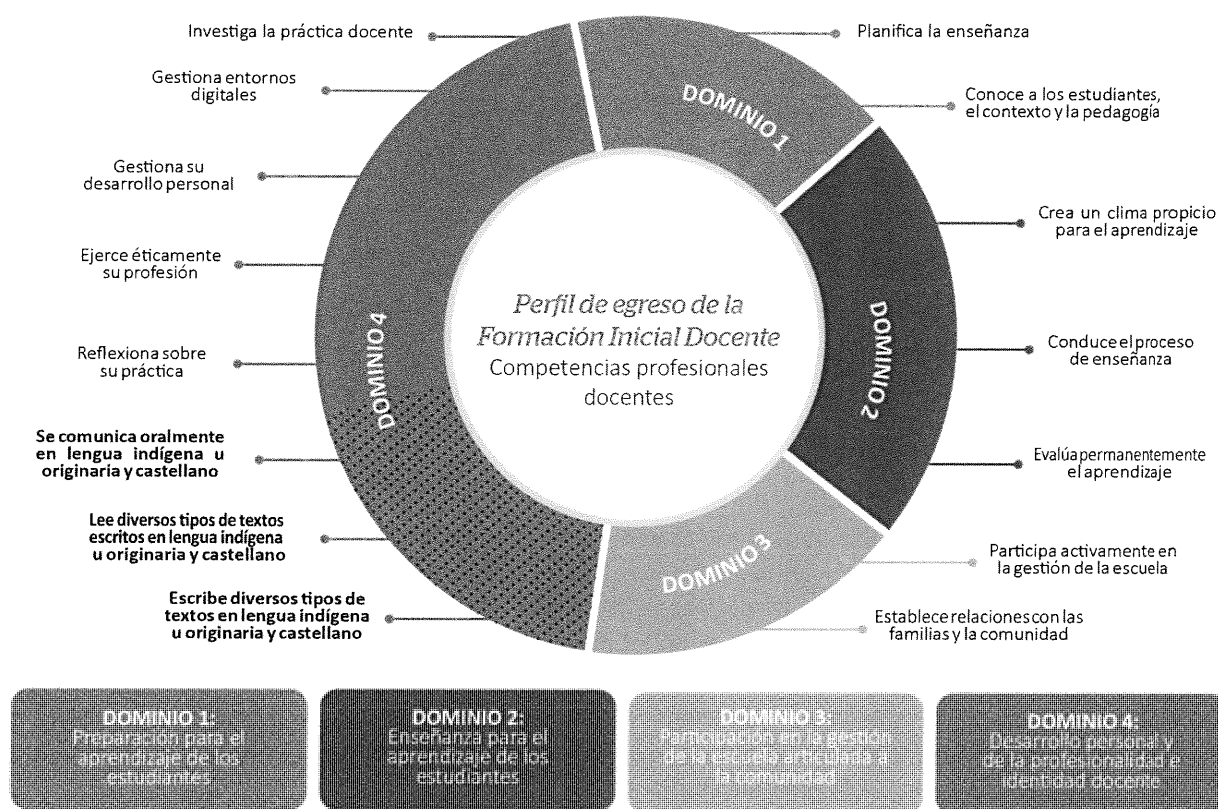 Investiga la práctica docente
Gestiona entornos
digitales
Gestiona su
desarrollo personal
Ejerce éticamente
su profesión
Reflexiona sobre
su práctica
Se comunica oralmente
en lengua indígena u
originaria y castellano
Lee diversos tipos de textos
escritos en lengua indígena
u originaria y castellano
Escribe diversos tipos de
textos en lengua indígena
u originaria y castellano
Planifica la enseñanza
Conoce a los estudiantes,
el contexto y la pedagogía
Crea un clima propicio
para el aprendizaje
Conduce el proceso
de enseñanza
Evalúa permanentemente
el aprendizaje
Participa activamente en
la gestión de la escuela
Establece relaciones con las
familias y la comunidad
DOMINIO 1
DOMINIO 2
DOMINIO 3
DOMINIO 4
Perfil de egreso de la
Formación Inicial Docente
Competencias profesionales
docentes
DOMINIO 1:
Preparación para el
aprendizaje de los
estudiantes
DOMINIO 2:
Enseñanza para el
aprendizaje de los
estudiantes
DOMINIO 3:
Participación en la gestión
de la escuela articulada a
la comunidad
DOMINIO 4:
Desarrollo personal y
de la profesionalidad e
identidad docente